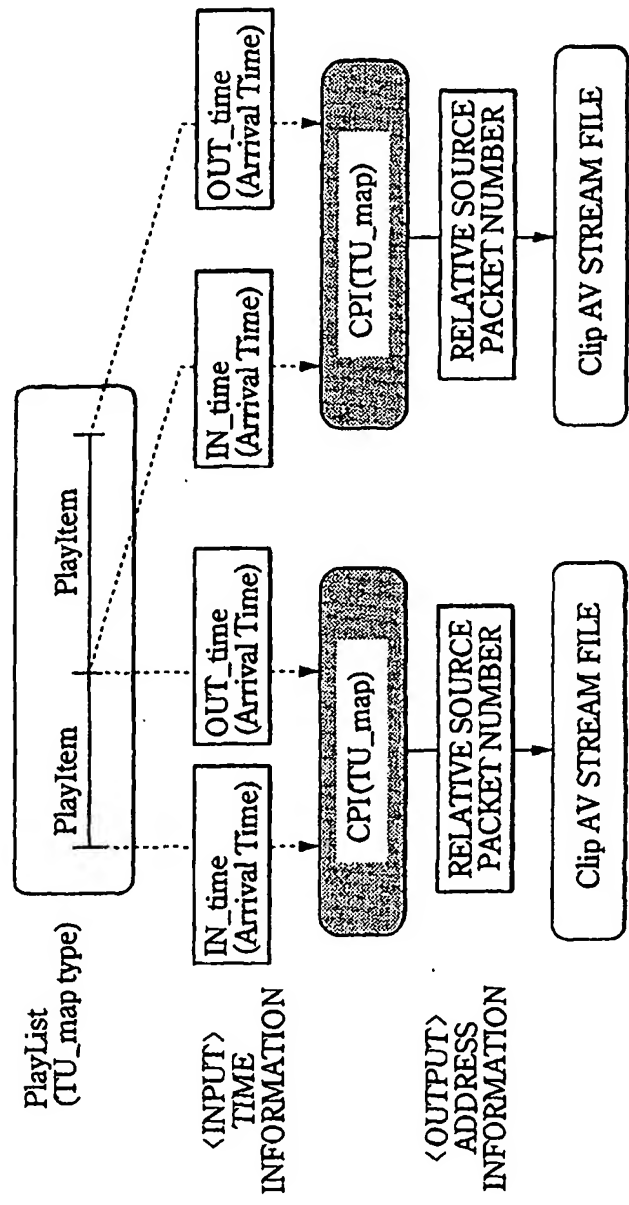 PlayList
(TU_map type)
PlayItem
PlayItem
<INPUT>
TIME
INFORMATION
IN_time
(Arrival Time)
OUT_time
(Arrival Time)
IN_time
(Arrival Time)
OUT_time
(Arrival Time)
CPI(TU_map)
CPI(TU_map)
<OUTPUT>
ADDRESS
INFORMATION
RELATIVE SOURCE
PACKET NUMBER
RELATIVE SOURCE
PACKET NUMBER
Clip AV STREAM FILE
Clip AV STREAM FILE